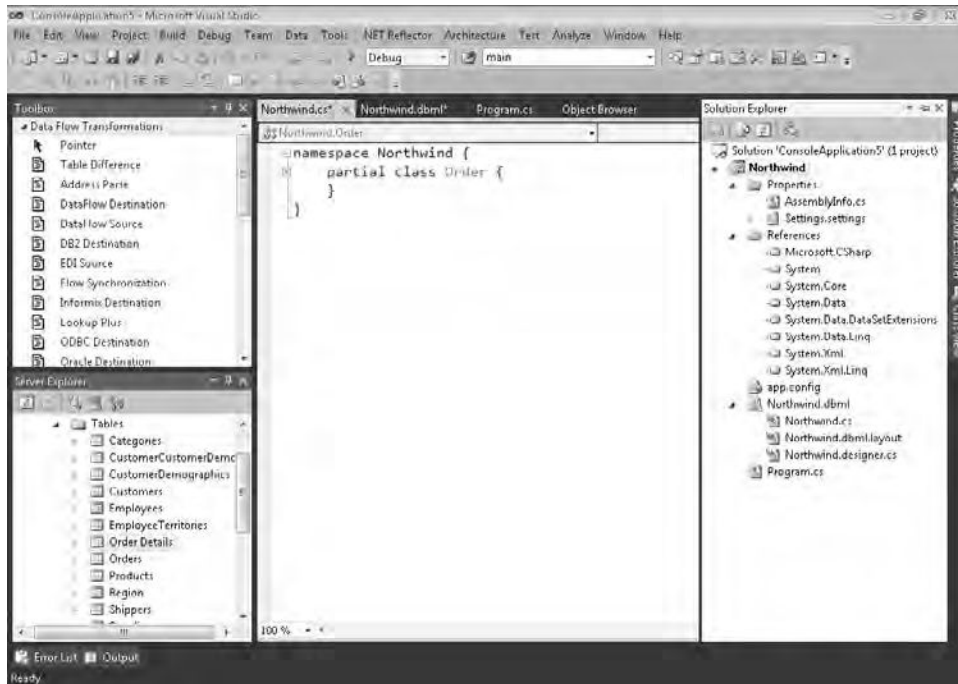 ConsoleApplication5 - Microsoft Visual Studio
File Edit View Project Build Debug Team Data Tools .NET Reflector Architecture Test Analyze Window Help
Debug main
Toolbox
Data Flow Transformations
Pointer
Table Difference
Address Parse
DataFlow Destination
DataFlow Source
DB2 Destination
EDI Source
Flow Synchronization
Informix Destination
Lookup Plus
ODBC Destination
Oracle Destination
Server Explorer
Tables
Categories
CustomerCustomerDemo
CustomerDemographics
Customers
Employees
EmployeeTerritories
Order Details
Orders
Products
Region
Shippers
Northwind.cs* Northwind.dbml* Program.cs Object Browser
Northwind.Order
namespace Northwind {
partial class Order {
}
}
100 %
Solution Explorer
Solution 'ConsoleApplication5' (1 project)
Northwind
Properties
AssemblyInfo.cs
Settings.settings
References
Microsoft.CSharp
System
System.Core
System.Data
System.Data.DataSetExtensions
System.Data.Linq
System.Xml
System.Xml.Linq
app.config
Northwind.dbml
Northwind.cs
Northwind.dbml.layout
Northwind.designer.cs
Program.cs
Error List Output
Ready